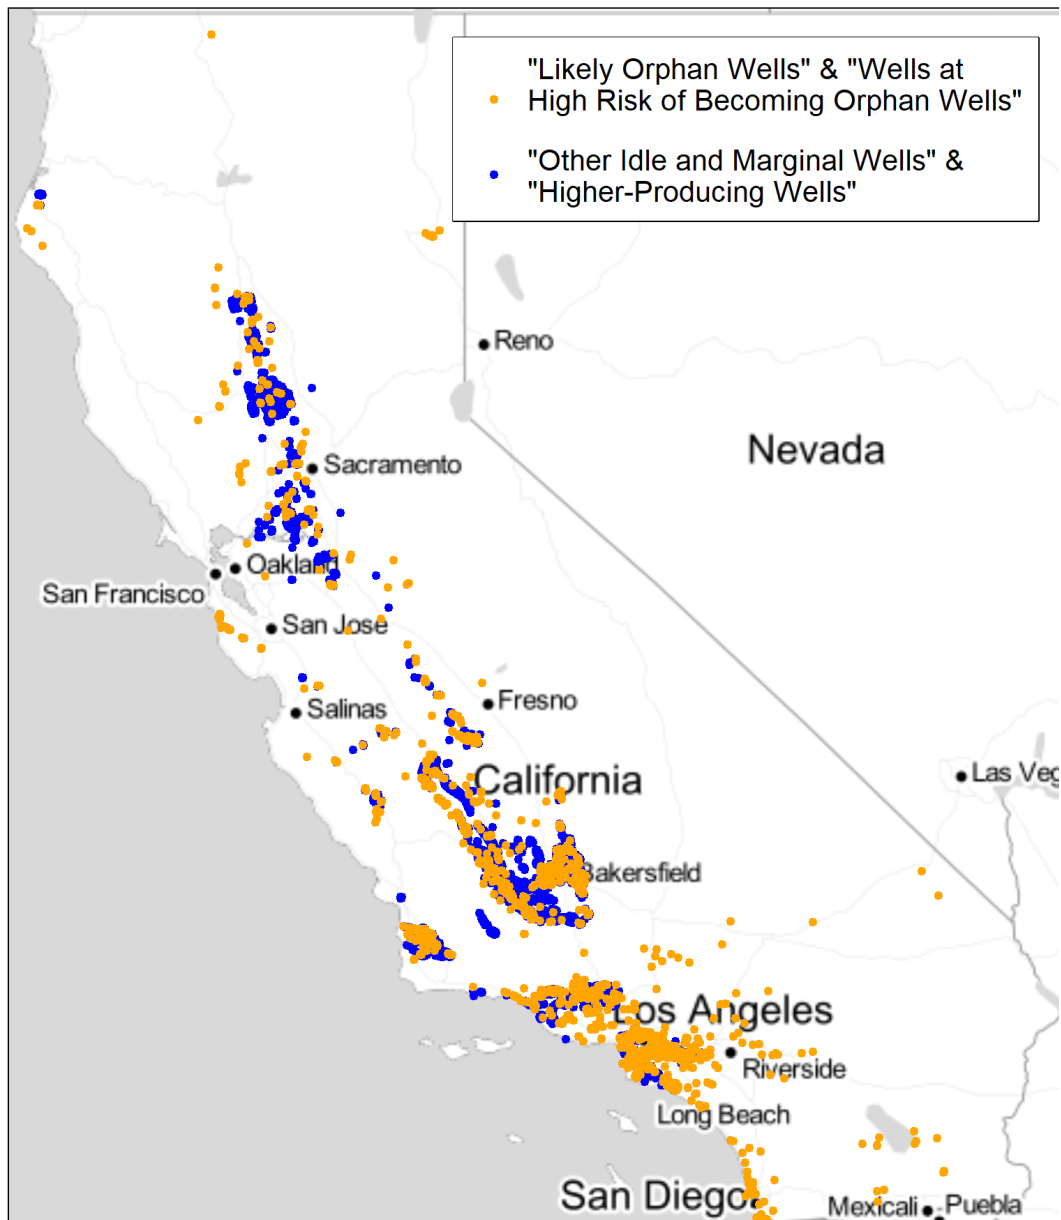 "Likely Orphan Wells" & "Wells at
High Risk of Becoming Orphan Wells"
"Other Idle and Marginal Wells" &
"Higher-Producing Wells"
Reno
Nevada
Sacramento
Oakland
San Francisco
San Jose
Salinas
Fresno
California
Las Veg
Bakersfield
Los Angeles
Riverside
Long Beach
San Diego
Mexicali
Puebla